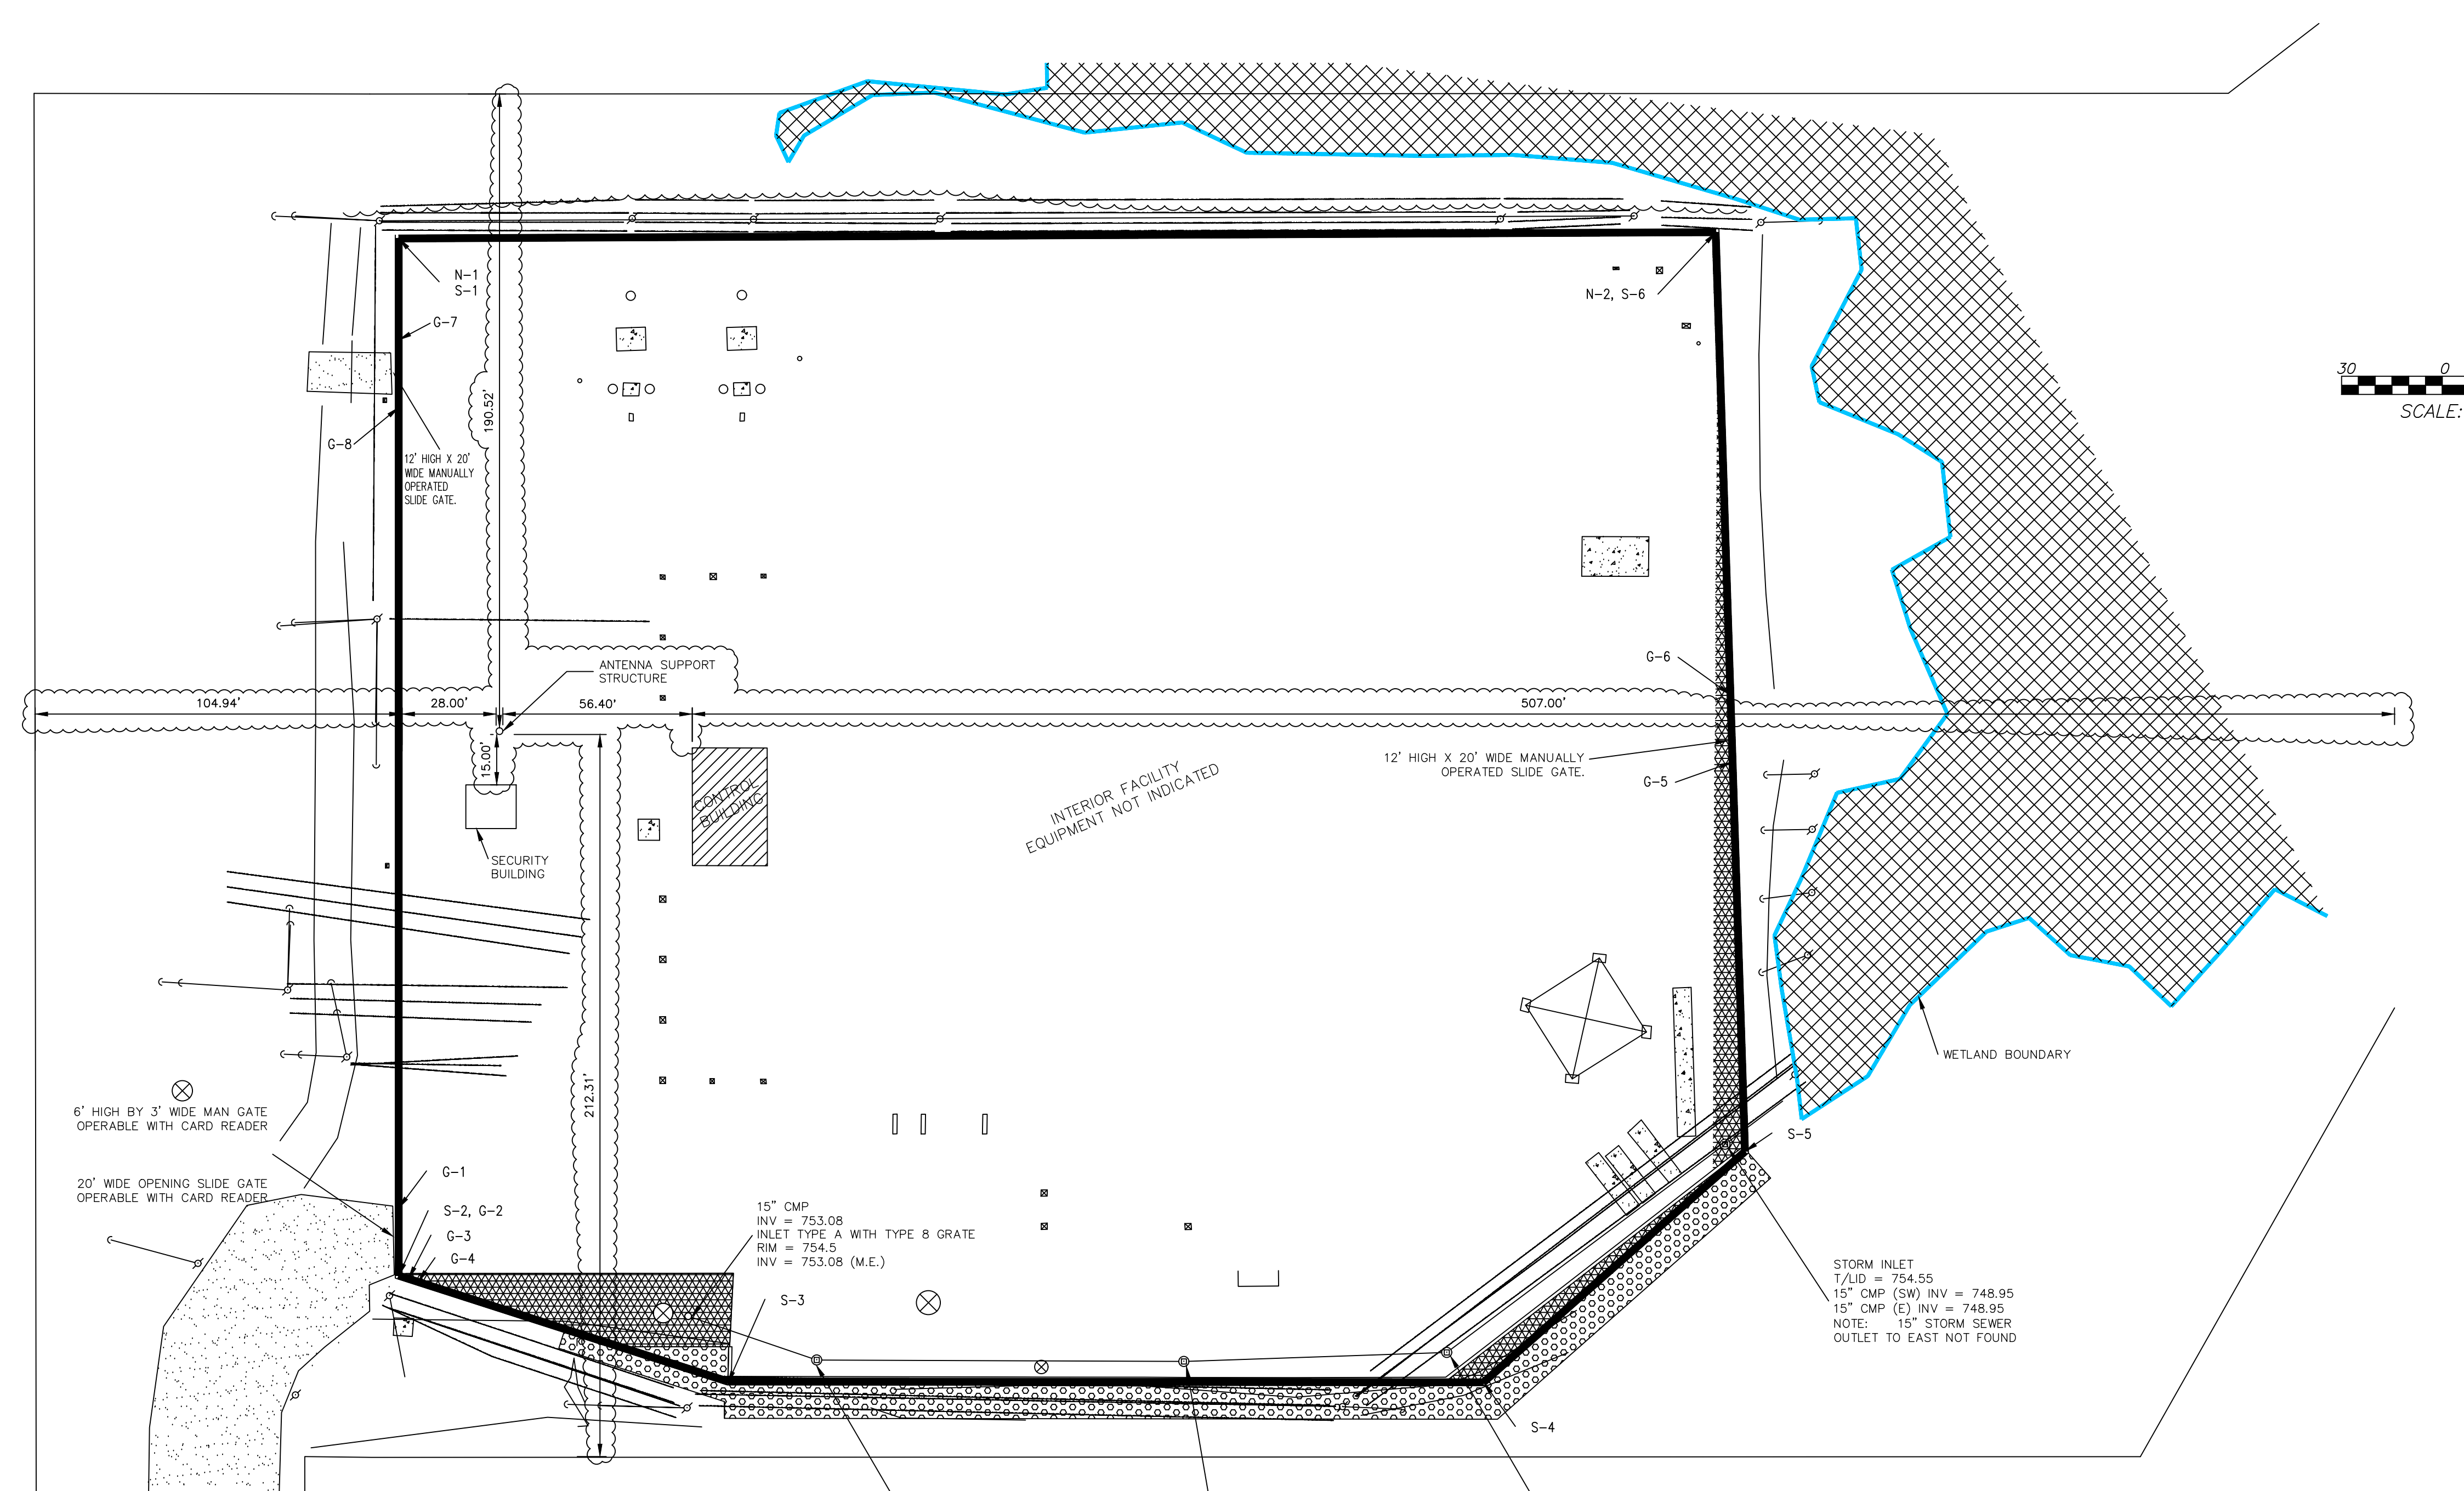 N-1
S-1
G-7
N-2, S-6
190.52'
30
0
SCALE:
G-8
12' HIGH X 20'
WIDE MANUALLY
OPERATED
SLIDE GATE.
ANTENNA SUPPORT
STRUCTURE
G-6
104.94'
28.00'
56.40'
507.00'
15.00'
12' HIGH X 20' WIDE MANUALLY
OPERATED SLIDE GATE.
G-5
CONTROL
BUILDING
INTERIOR FACILITY
EQUIPMENT NOT INDICATED
SECURITY
BUILDING
WETLAND BOUNDARY
212.31'
6' HIGH BY 3' WIDE MAN GATE
OPERABLE WITH CARD READER
S-5
G-1
20' WIDE OPENING SLIDE GATE
OPERABLE WITH CARD READER
S-2, G-2
G-3
G-4
15" CMP
INV = 753.08
INLET TYPE A WITH TYPE 8 GRATE
RIM = 754.5
INV = 753.08 (M.E.)
S-3
STORM INLET
T/LID = 754.55
15" CMP (SW) INV = 748.95
15" CMP (E) INV = 748.95
NOTE: 15" STORM SEWER
OUTLET TO EAST NOT FOUND
S-4